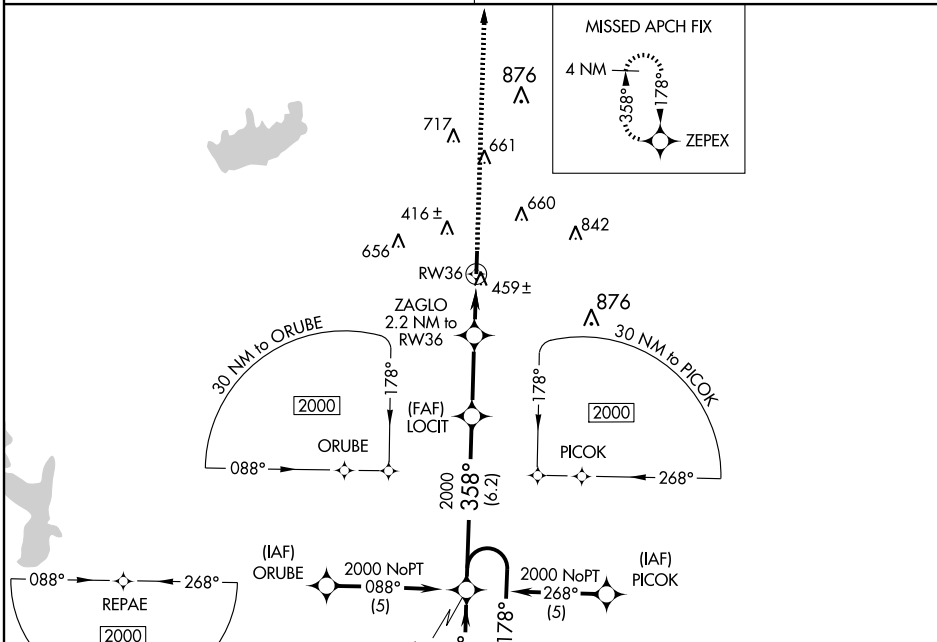 MISSED APCH FIX
4 NM
358°
178°
ZEPEX
876
717
661
660
416 ±
842
656
RW36
459 ±
ZAGLO
2.2 NM to
RW36
876
30 NM to ORUBE
178°
2000
ORUBE
088°
(FAF)
LOCIT
30 NM to PICOK
178°
2000
PICOK
268°
2000
358°
(6.2)
(IAF)
ORUBE
2000 NoPT
088°
(5)
2000 NoPT
268°
(5)
(IAF)
PICOK
088°
268°
REPAE
2000
178°